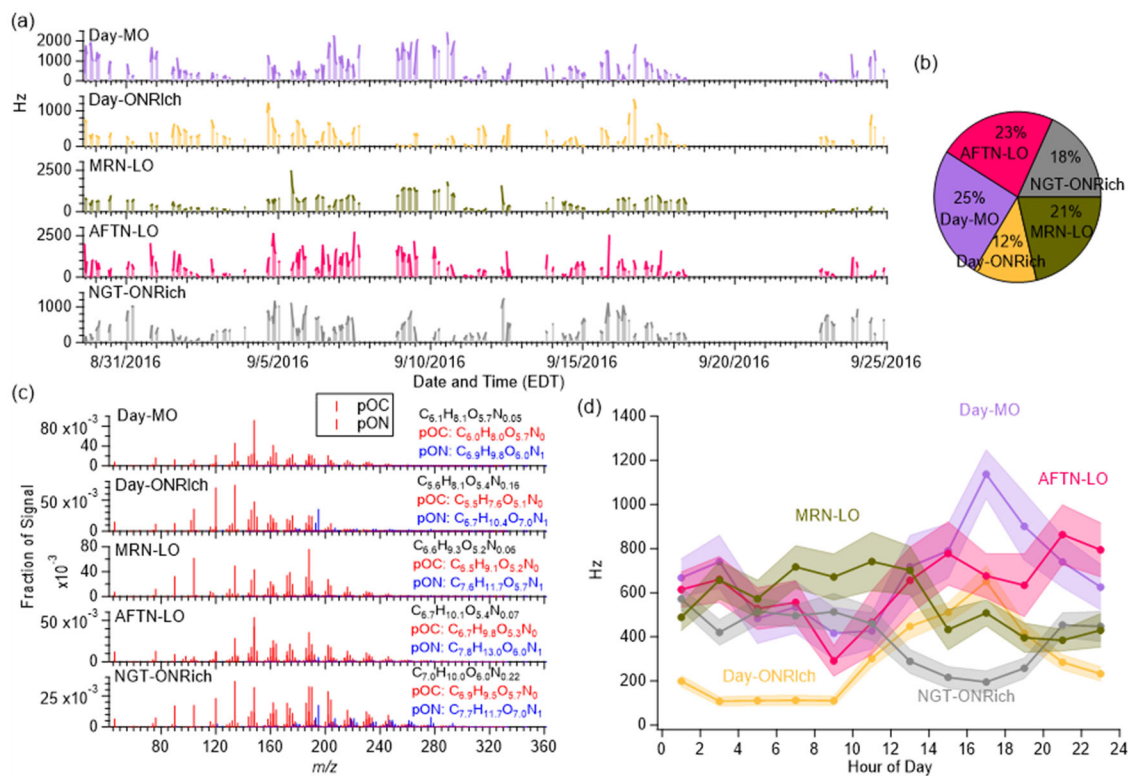 (a)
Day-MO
2000
1000
0
Hz
Day-ONRich
1000
0
MRN-LO
2500
0
AFTN-LO
2500
0
NGT-ONRich
1000
0
8/31/2016 9/5/2016 9/10/2016 9/15/2016 9/20/2016 9/25/2016
Date and Time (EDT)
(b)
23%
AFTN-LO
18%
NGT-ONRich
25%
Day-MO
21%
MRN-LO
12%
Day-ONRich
(c)
pOC
pON
Fraction of Signal
Day-MO
80 x10-3
40
0
C6.1H8.1O5.7N0.05
pOC: C6.0H8.0O5.7N0
pON: C6.9H9.8O6.0N1
Day-ONRich
50 x10-3
0
C5.6H8.1O5.4N0.16
pOC: C5.5H7.6O5.1N0
pON: C6.7H10.4O7.0N1
MRN-LO
80
40
0
x10-3
C6.6H9.3O5.2N0.06
pOC: C6.5H9.1O5.2N0
pON: C7.6H11.7O5.7N1
AFTN-LO
50 x10-3
0
C6.7H10.1O5.4N0.07
pOC: C6.7H9.8O5.3N0
pON: C7.8H13.0O6.0N1
NGT-ONRich
25 x10-3
0
C7.0H10.0O6.0N0.22
pOC: C6.9H9.5O5.7N0
pON: C7.7H11.7O7.0N1
80 120 160 200 240 280 320 360
m/z
(d)
1400
1200
1000
800
600
400
200
0
Hz
Day-MO
AFTN-LO
MRN-LO
Day-ONRich
NGT-ONRich
0 2 4 6 8 10 12 14 16 18 20 22 24
Hour of Day